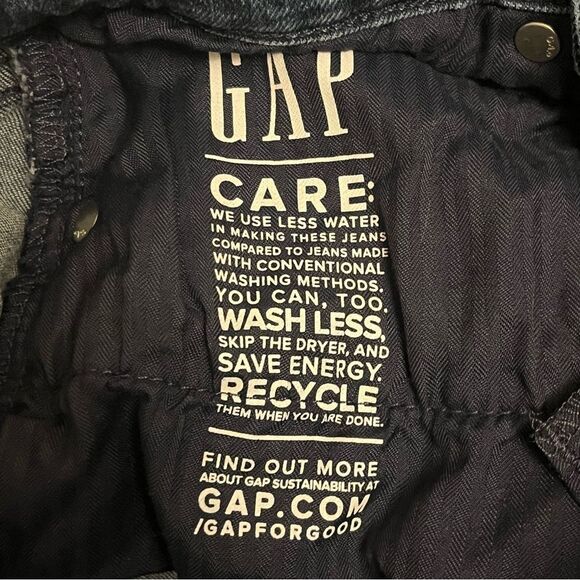 GAP
CARE:
WE USE LESS WATER
IN MAKING THESE JEANS
COMPARED TO JEANS MADE
WITH CONVENTIONAL
WASHING METHODS.
YOU CAN, TOO.
WASH LESS,
SKIP THE DRYER, AND
SAVE ENERGY.
RECYCLE
THEM WHEN YOU ARE DONE.
FIND OUT MORE
ABOUT GAP SUSTAINABILITY AT
GAP.COM
/GAPFORGOOD
GAP